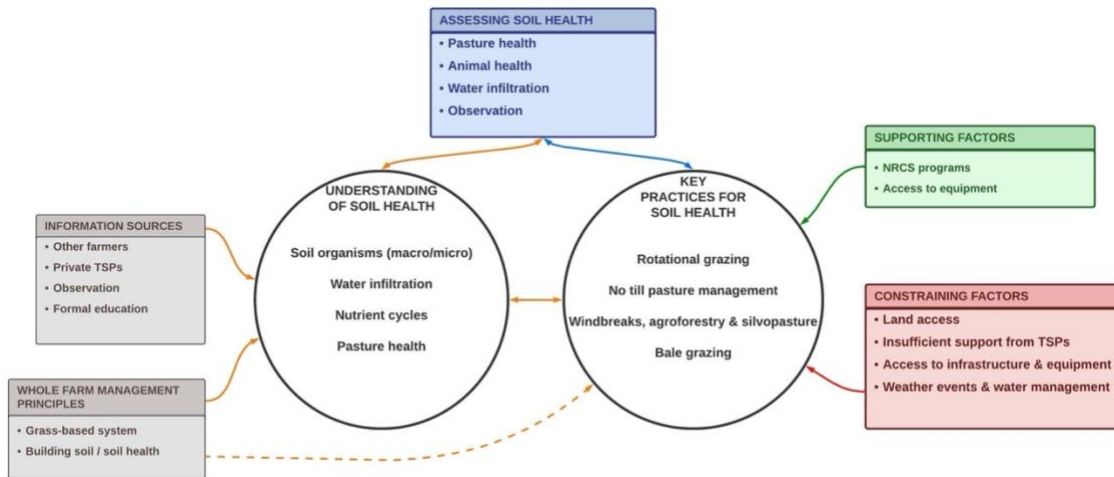 ASSESSING SOIL HEALTH
• Pasture health
• Animal health
• Water infiltration
• Observation
SUPPORTING FACTORS
• NRCS programs
• Access to equipment
UNDERSTANDING
OF SOIL HEALTH
Soil organisms (macro/micro)
Water infiltration
Nutrient cycles
Pasture health
KEY
PRACTICES FOR
SOIL HEALTH
Rotational grazing
No till pasture management
Windbreaks, agroforestry & silvopasture
Bale grazing
INFORMATION SOURCES
• Other farmers
• Private TSPs
• Observation
• Formal education
CONSTRAINING FACTORS
• Land access
• Insufficient support from TSPs
• Access to infrastructure & equipment
• Weather events & water management
WHOLE FARM MANAGEMENT
PRINCIPLES
• Grass-based system
• Building soil / soil health